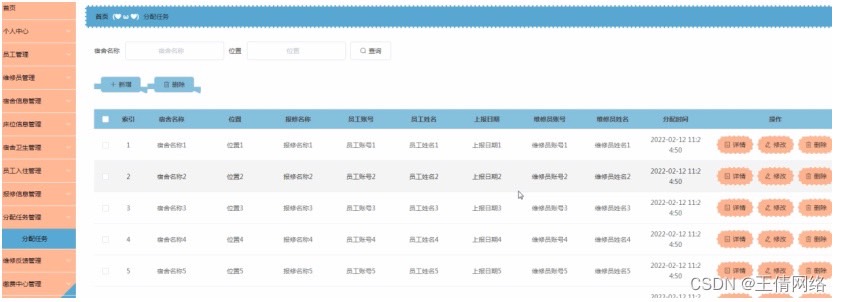 首页
个人中心
员工管理
维修员管理
宿舍信息管理
床位信息管理
宿舍卫生管理
员工入住管理
报修信息管理
分配任务管理
分配任务
维修反馈管理
缴费中心管理
首页 (♥ω♥) 分配任务
宿舍名称 宿舍名称 位置 位置 查询
+ 新增 删除
索引 宿舍名称 位置 报修名称 员工账号 员工姓名 上报日期 维修员账号 维修员姓名 分配时间 操作
1 宿舍名称1 位置1 报修名称1 员工账号1 员工姓名1 上报日期1 维修员账号1 维修员姓名1 2022-02-12 11:2 详情 修改 删除
4:50
2 宿舍名称2 位置2 报修名称2 员工账号2 员工姓名2 上报日期2 维修员账号2 维修员姓名2 2022-02-12 11:2 详情 修改 删除
4:50
3 宿舍名称3 位置3 报修名称3 员工账号3 员工姓名3 上报日期3 维修员账号3 维修员姓名3 2022-02-12 11:2 详情 修改 删除
4:50
4 宿舍名称4 位置4 报修名称4 员工账号4 员工姓名4 上报日期4 维修员账号4 维修员姓名4 2022-02-12 11:2 详情 修改 删除
4:50
5 宿舍名称5 位置5 报修名称5 员工账号5 员工姓名5 上报日期5 维修员账号5 维修员姓名5 2022-02-12 11:2 详情 修改 删除
4:50
CSDN @王倩网络